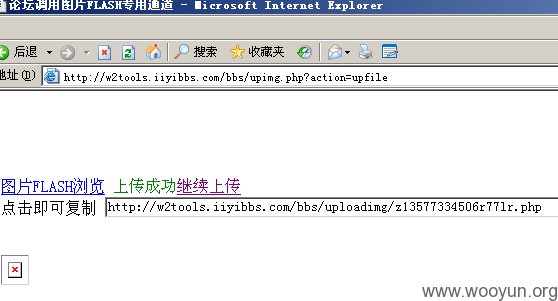 论坛调用图片FLASH专用通道 - Microsoft Internet Explorer
后退 搜索 收藏夹
地址(D) http://w2tools.iiyibbs.com/bbs/upimg.php?action=upfile
图片FLASH浏览 上传成功继续上传
点击即可复制 http://w2tools.iiyibbs.com/bbs/uploadimg/z13577334506r77lr.php
www.wooyun.org